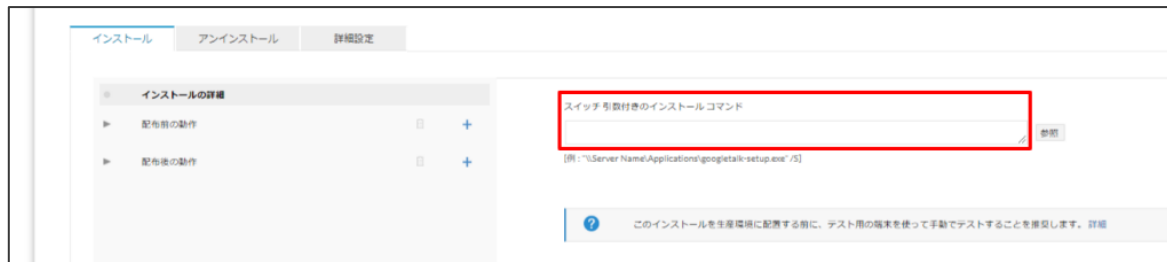 インストール
アンインストール
詳細設定
インストールの詳細
配布前の動作
配布後の動作
スイッチ 引数付きのインストール コマンド
参照
[例 : "\\Server Name\Applications\googletalk-setup.exe" /S]
このインストールを生産環境に配置する前に、テスト用の端末を使って手動でテストすることを推奨します。 詳細